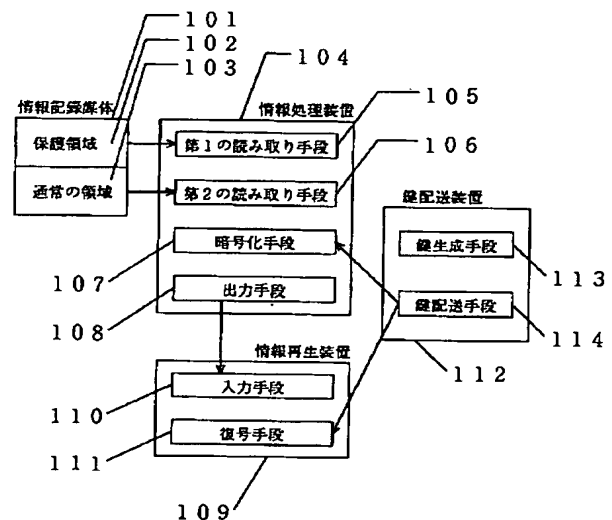 101
102
103
104
情報記録媒体
情報処理装置
105
保護領域
第1の読み取り手段
106
通常の領域
第2の読み取り手段
鍵配送装置
暗号化手段
鍵生成手段
107
113
出力手段
鍵配送手段
108
114
情報再生装置
112
入力手段
110
復号手段
111
109